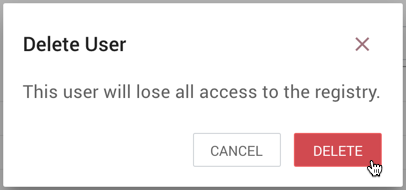 Delete User
This user will lose all access to the registry.
CANCEL DELETE